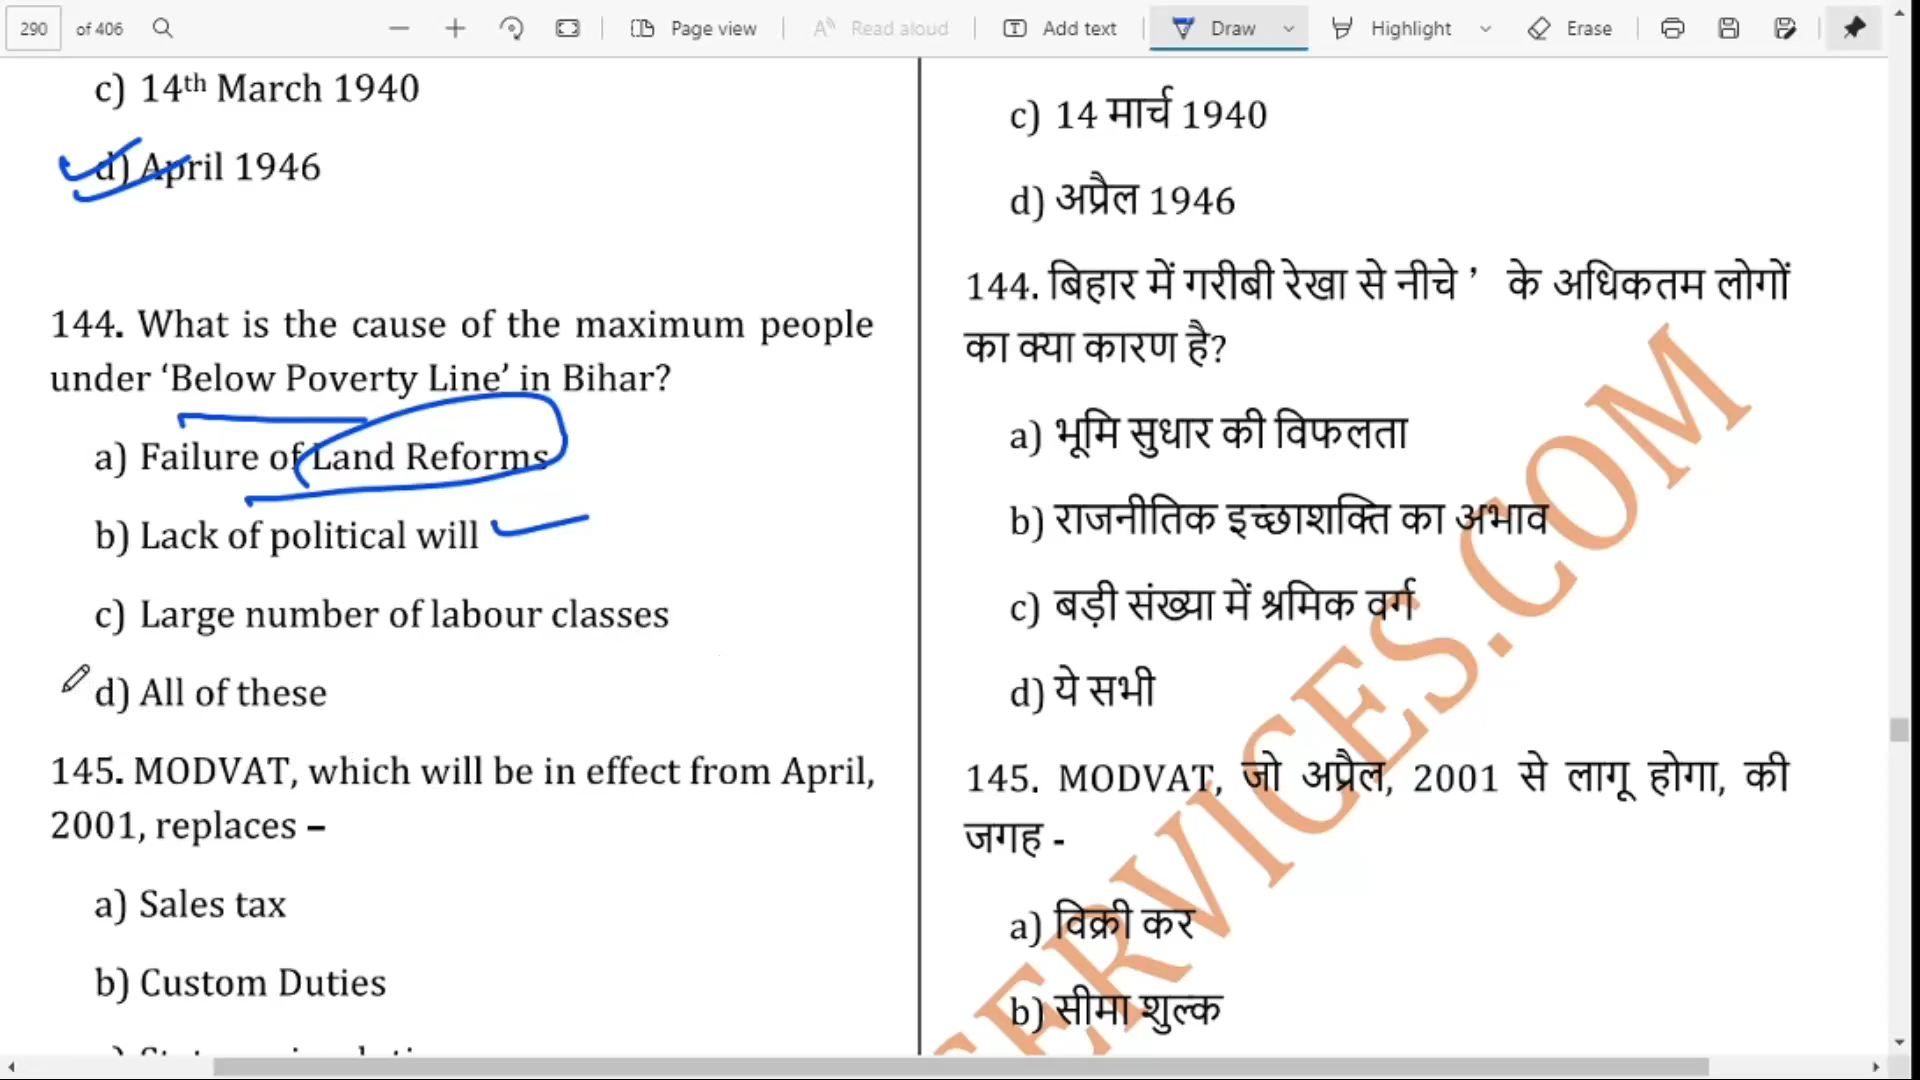 290 of 406 Page view Read aloud Add text Draw Highlight Erase
c) 14th March 1940
d) April 1946
144. What is the cause of the maximum people
under ‘Below Poverty Line’ in Bihar?
a) Failure of Land Reforms
b) Lack of political will
c) Large number of labour classes
d) All of these
145. MODVAT, which will be in effect from April,
2001, replaces –
a) Sales tax
b) Custom Duties
c) 14 मार्च 1940
d) अप्रैल 1946
144. बिहार में गरीबी रेखा से नीचे ’ के अधिकतम लोगों
का क्या कारण है?
a) भूमि सुधार की विफलता
b) राजनीतिक इच्छाशक्ति का अभाव
c) बड़ी संख्या में श्रमिक वर्ग
d) ये सभी
145. MODVAT, जो अप्रैल, 2001 से लागू होगा, की
जगह -
a) विक्री कर
b) सीमा शुल्क
SERVICES.COM